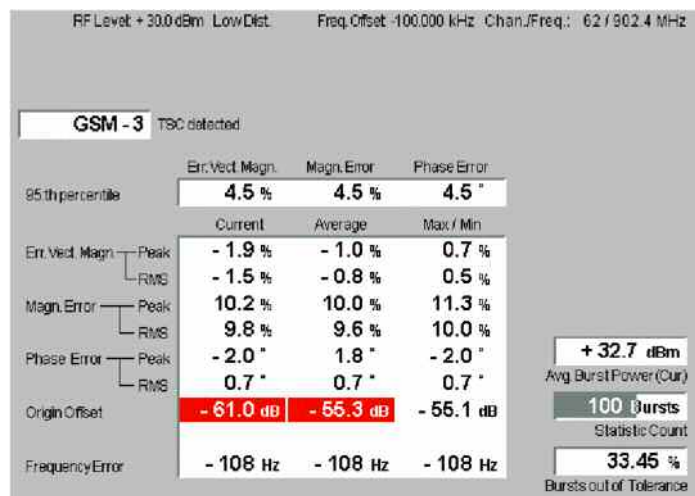 RF Level: + 30.0 dBm Low Dist. Freq. Offset -100.000 kHz Chan./Freq.: 62 / 902.4 MHz
GSM - 3 TSC detected
Err. Vect. Magn. Magn. Error Phase Error
95.th percentile 4.5 % 4.5 % 4.5 °
Current Average Max / Min
Err. Vect. Magn. Peak - 1.9 % - 1.0 % 0.7 %
RMS - 1.5 % - 0.8 % 0.5 %
Magn. Error Peak 10.2 % 10.0 % 11.3 %
RMS 9.8 % 9.6 % 10.0 %
Phase Error Peak - 2.0 ° 1.8 ° - 2.0 °
RMS 0.7 ° 0.7 ° 0.7 °
Origin Offset - 61.0 dB - 55.3 dB - 55.1 dB
Frequency Error - 108 Hz - 108 Hz - 108 Hz
+ 32.7 dBm
Avg. Burst Power (Cur.)
100 Bursts
Statistic Count
33.45 %
Bursts out of Tolerance